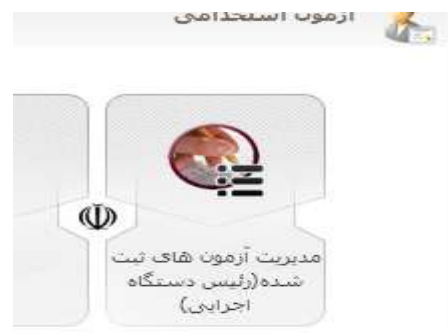 آزمون استخدامی
مدیریت آزمون های ثبت
شده(رئیس دستگاه
اجرایی)